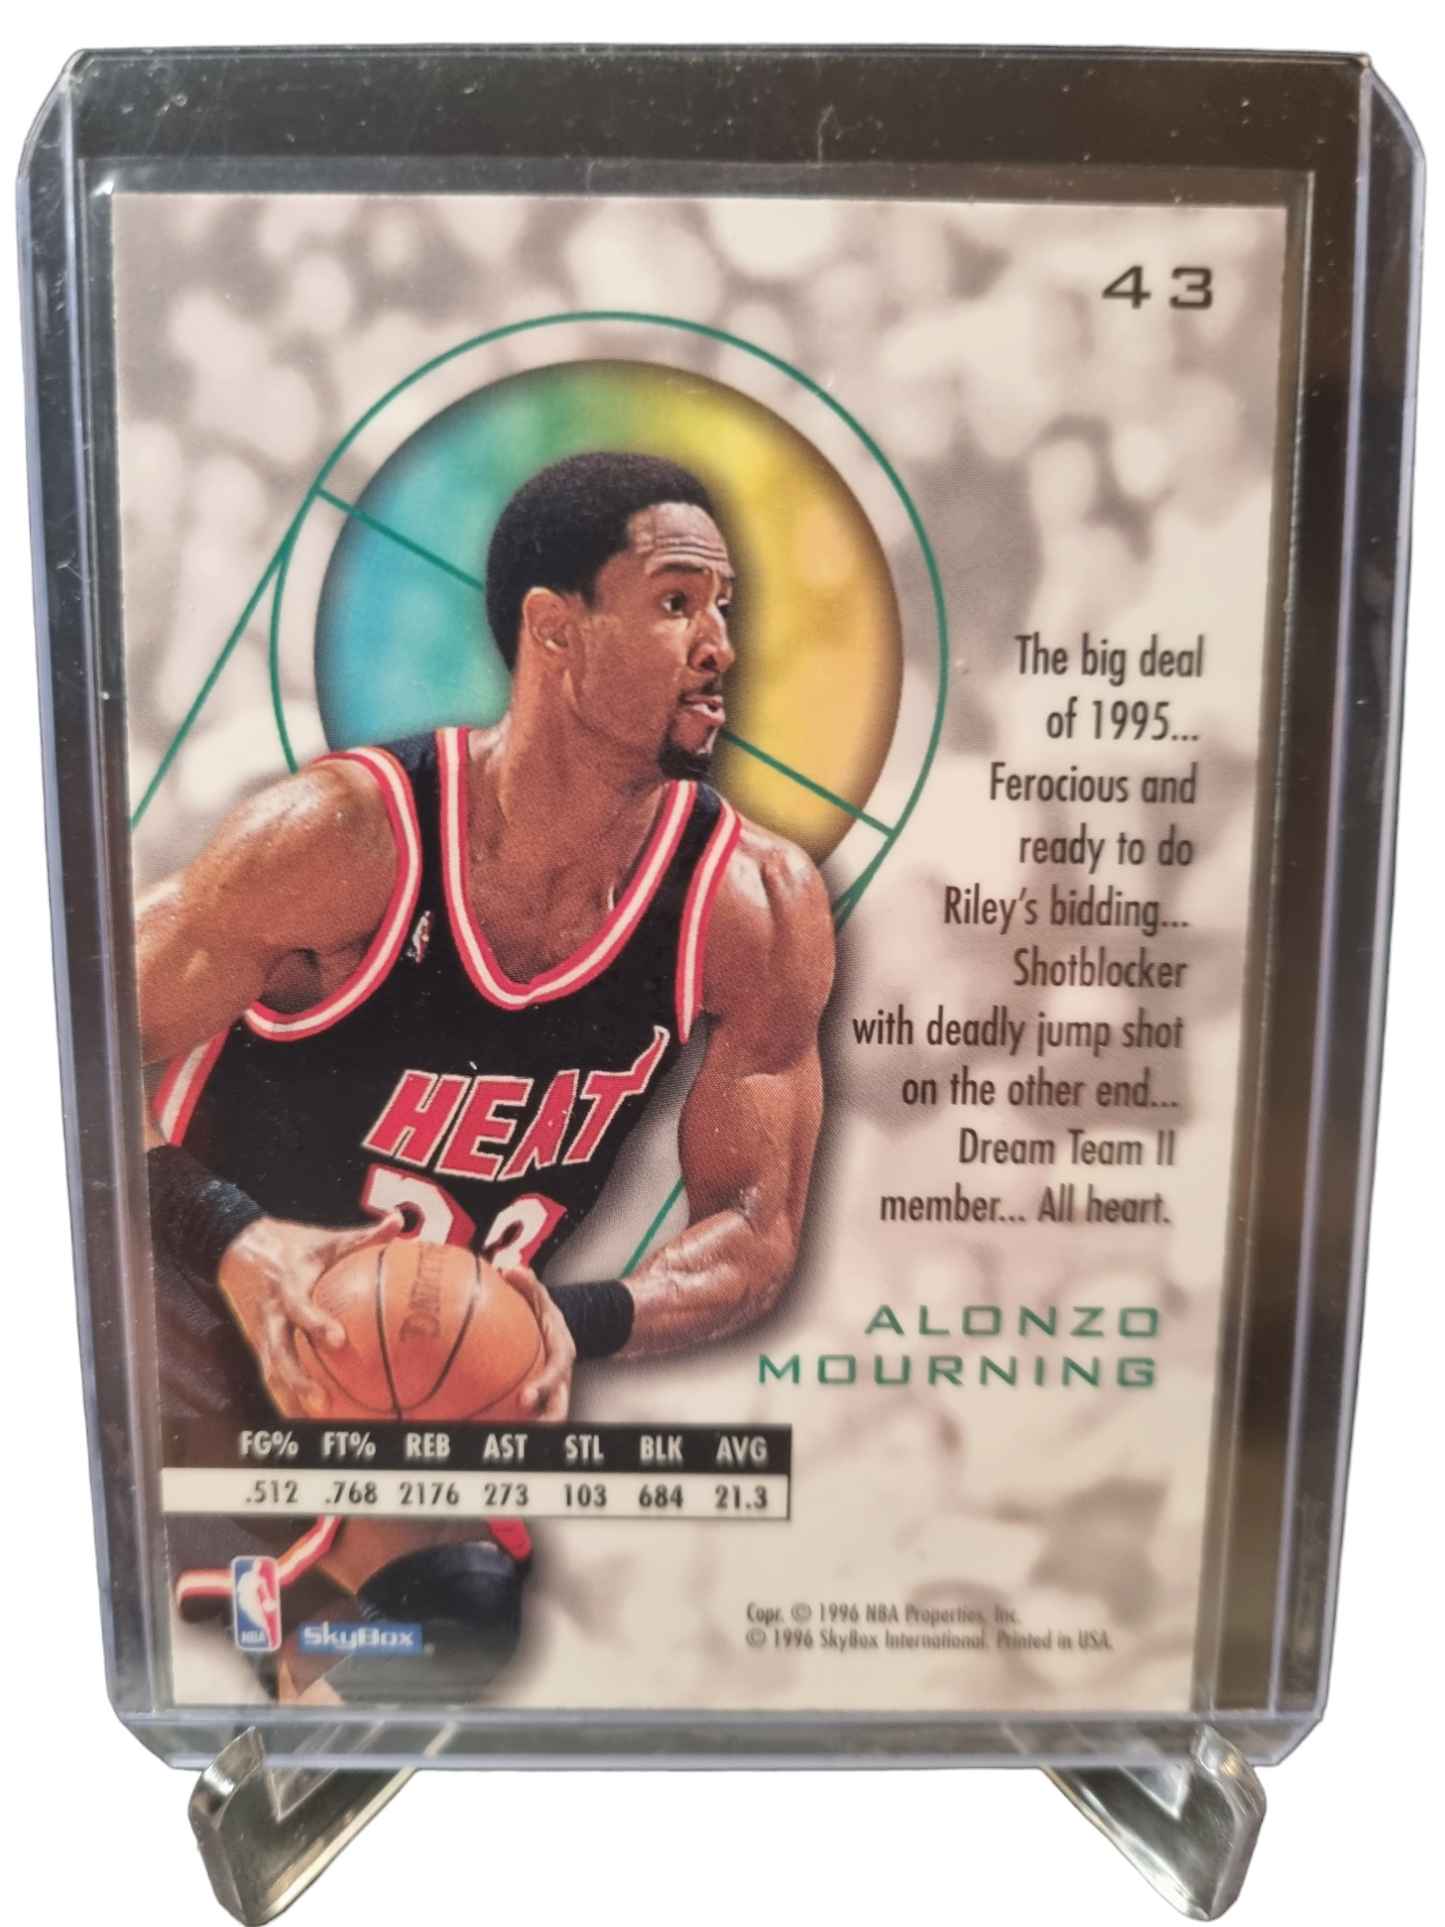 43
The big deal
of 1995...
Ferocious and
ready to do
Riley's bidding...
Shotblocker
with deadly jump shot
on the other end...
Dream Team II
member... All heart.
HEAT
33
ALONZO
MOURNING
FG% FT% REB AST STL BLK AVG
.512 .768 2176 273 103 684 21.3
NBA
SkyBox
Copr. © 1996 NBA Properties, Inc.
© 1996 SkyBox International. Printed in USA.